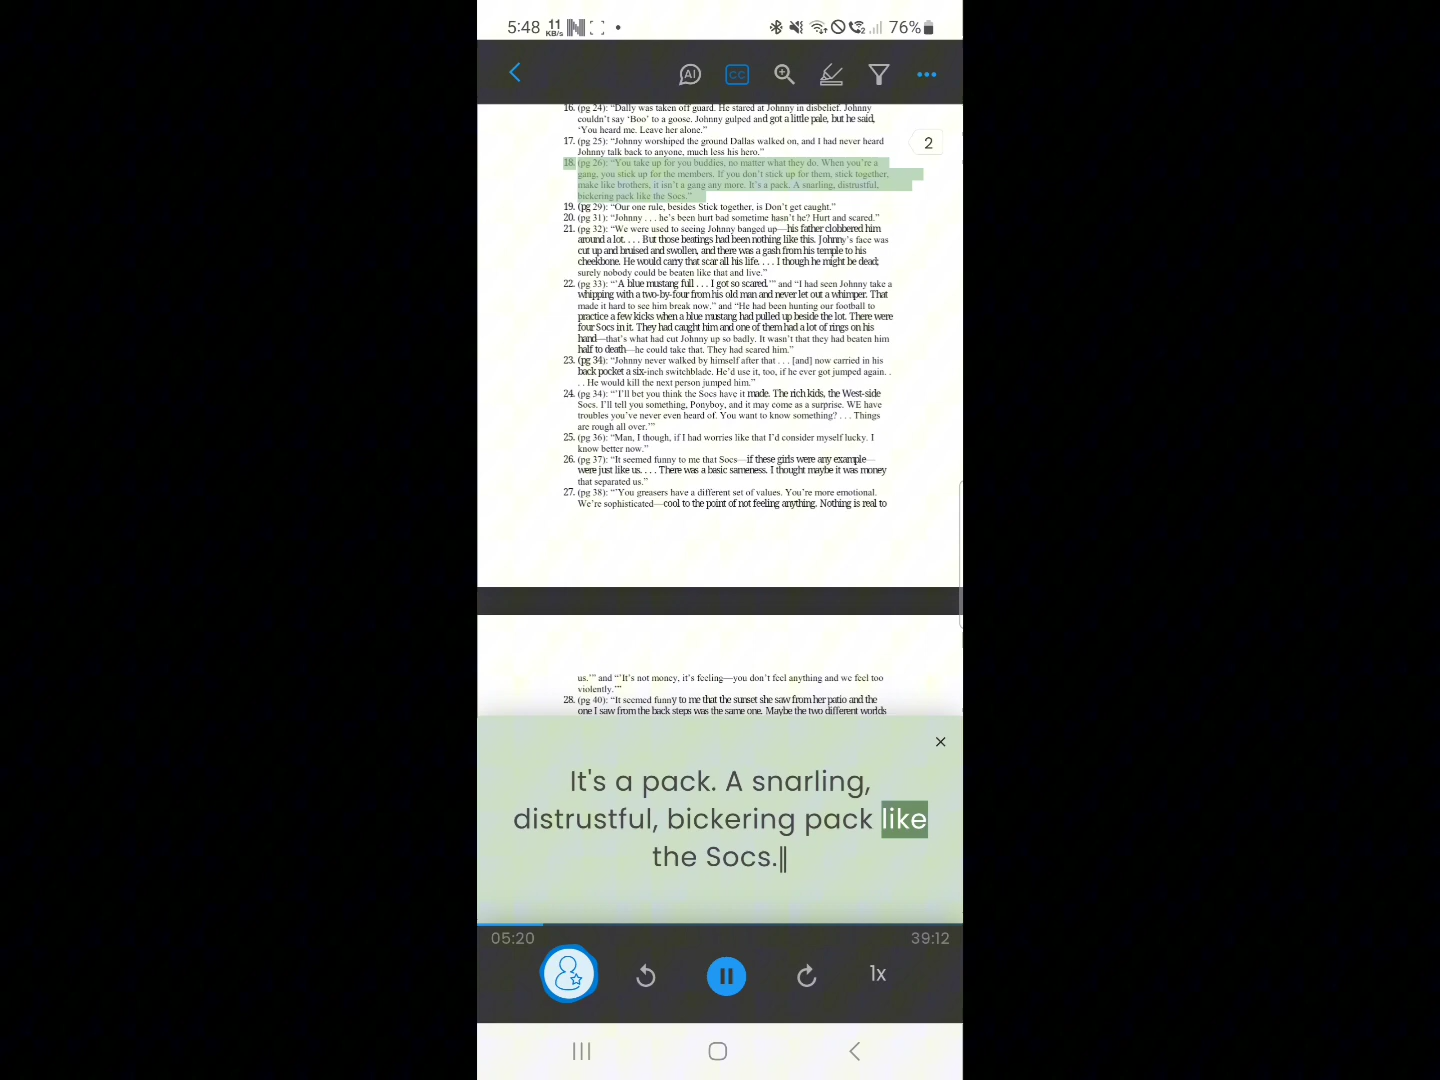 5:48 11 KB/s 76%
AI CC
2
16. (pg 24): “Dally was taken off guard. He stared at Johnny in disbelief. Johnny
couldn’t say ‘Boo’ to a goose. Johnny gulped and got a little pale, but he said,
‘You heard me. Leave her alone.”
17. (pg 25): “Johnny worshiped the ground Dallas walked on, and I had never heard
Johnny talk back to anyone, much less his hero.”
18. (pg 26): “You take up for you buddies, no matter what they do. When you’re a
gang, you stick up for the members. If you don’t stick up for them, stick together,
make like brothers, it isn’t a gang any more. It’s a pack. A snarling, distrustful,
bickering pack like the Socs.”
19. (pg 29): “Our one rule, besides Stick together, is Don’t get caught.”
20. (pg 31): “Johnny . . . he’s been hurt bad sometime hasn’t he? Hurt and scared.”
21. (pg 32): “We were used to seeing Johnny banged up—his father clobbered him
around a lot. . . . But those beatings had been nothing like this. Johnny’s face was
cut up and bruised and swollen, and there was a gash from his temple to his
cheekbone. He would carry that scar all his life. . . . I though he might be dead;
surely nobody could be beaten like that and live.”
22. (pg 33): “‘A blue mustang full . . . I got so scared.’” and “I had seen Johnny take a
whipping with a two-by-four from his old man and never let out a whimper. That
made it hard to see him break now.” and “He had been hunting our football to
practice a few kicks when a blue mustang had pulled up beside the lot. There were
four Socs in it. They had caught him and one of them had a lot of rings on his
hand—that’s what had cut Johnny up so badly. It wasn’t that they had beaten him
half to death—he could take that. They had scared him.”
23. (pg 34): “Johnny never walked by himself after that . . . [and] now carried in his
back pocket a six-inch switchblade. He’d use it, too, if he ever got jumped again. .
. . He would kill the next person jumped him.”
24. (pg 34): “‘I’ll bet you think the Socs have it made. The rich kids, the West-side
Socs. I’ll tell you something, Ponyboy, and it may come as a surprise. WE have
troubles you’ve never even heard of. You want to know something? . . . Things
are rough all over.’”
25. (pg 36): “Man, I though, if I had worries like that I’d consider myself lucky. I
know better now.”
26. (pg 37): “It seemed funny to me that Socs—if these girls were any example—
were just like us. . . . There was a basic sameness. I thought maybe it was money
that separated us.”
27. (pg 38): “‘You greasers have a different set of values. You’re more emotional.
We’re sophisticated—cool to the point of not feeling anything. Nothing is real to
us.’” and “‘It’s not money, it’s feeling—you don’t feel anything and we feel too
violently.’”
28. (pg 40): “It seemed funny to me that the sunset she saw from her patio and the
one I saw from the back steps was the same one. Maybe the two different worlds
It's a pack. A snarling,
distrustful, bickering pack like
the Socs.
05:20 39:12
1x